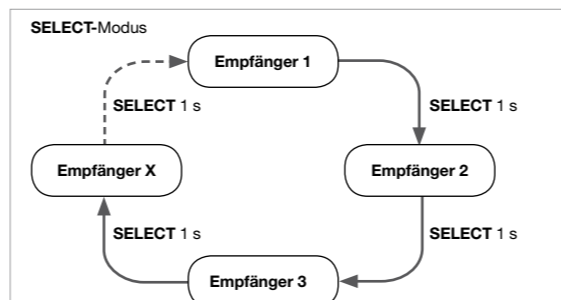 SELECT-Modus
Empfänger 1
SELECT 1 s
SELECT 1 s
Empfänger X
Empfänger 2
SELECT 1 s
SELECT 1 s
Empfänger 3